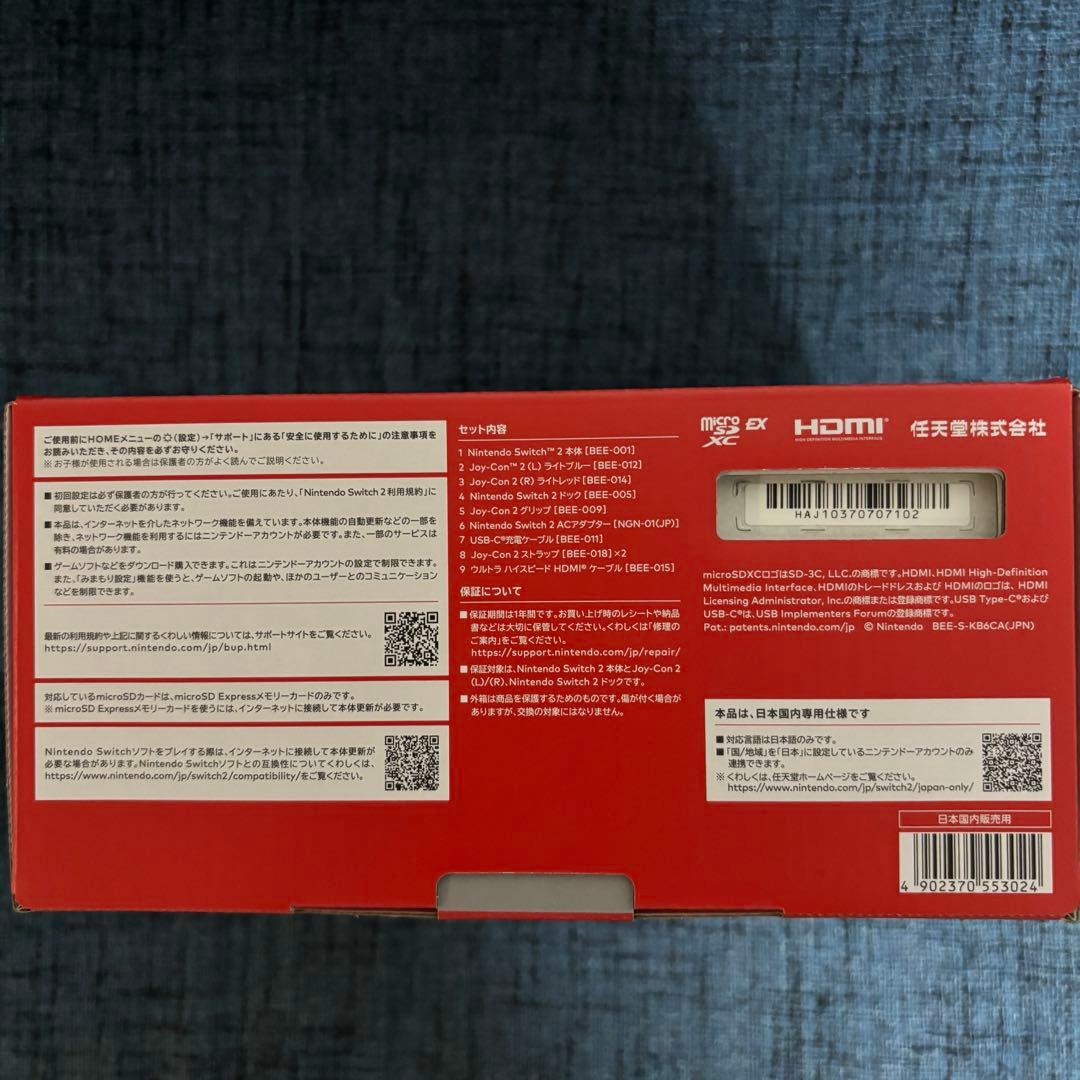 ご使用前にHOMEメニューの(設定)→「サポート」にある「安全に使用するために」の注意事項を
お読みいただき、その内容を必ずお守りください。
※お子様が使用される場合は保護者の方がよく読んでご説明ください。
■初回設定は必ず保護者の方が行ってください。ご使用にあたり、「Nintendo Switch 2 利用規約」に
同意していただく必要があります。
■本品は、インターネットを介したネットワーク機能を備えています。本体機能の自動更新などの一部を
除き、ネットワーク機能を利用するにはニンテンドーアカウントが必要です。また、一部のサービスは
有料の場合があります。
■ゲームソフトなどをダウンロード購入できます。これはニンテンドーアカウントの設定で制限できます。
また、「みまもり設定」機能を使うと、ゲームソフトの起動や、ほかのユーザーとのコミュニケーション
などを制限できます。
最新の利用規約や上記に関するくわしい情報については、サポートサイトをご覧ください。
https://support.nintendo.com/jp/bup.html
対応しているmicroSDカードは、microSD Expressメモリーカードのみです。
※microSD Expressメモリーカードを使うには、インターネットに接続して本体更新が必要です。
Nintendo Switchソフトをプレイする際は、インターネットに接続して本体更新が
必要な場合があります。Nintendo Switchソフトとの互換性についてくわしくは、
https://www.nintendo.com/jp/switch2/compatibility/をご覧ください。
セット内容
1 Nintendo Switch™ 2 本体 [BEE-001]
2 Joy-Con™ 2 (L) ライトブルー [BEE-012]
3 Joy-Con 2 (R) ライトレッド [BEE-014]
4 Nintendo Switch 2 ドック [BEE-005]
5 Joy-Con 2 グリップ [BEE-009]
6 Nintendo Switch 2 ACアダプター [NGN-01(JP)]
7 USB-C®充電ケーブル [BEE-011]
8 Joy-Con 2 ストラップ [BEE-018]×2
9 ウルトラ ハイスピード HDMI® ケーブル [BEE-015]
保証について
■保証期間は1年間です。お買い上げ時のレシートや納品
書などは大切に保管してください。くわしくは「修理の
ご案内」をご覧ください。
https://support.nintendo.com/jp/repair/
■保証対象は、Nintendo Switch 2 本体とJoy-Con 2
(L)/(R)、Nintendo Switch 2 ドックです。
■外箱は商品を保護するためのものです。傷が付く場合が
ありますが、交換の対象にはなりません。
micro SD XC EX HDMI® 任天堂株式会社
HIGH-DEFINITION MULTIMEDIA INTERFACE
HAJ10370707102
microSDXCロゴはSD-3C, LLC.の商標です。HDMI、HDMI High-Definition
Multimedia Interface、HDMIのトレードドレスおよび HDMIのロゴは、HDMI
Licensing Administrator, Inc.の商標または登録商標です。USB Type-C®および
USB-C®は、USB Implementers Forumの登録商標です。
Pat.: patents.nintendo.com/jp © Nintendo BEE-S-KB6CA(JPN)
本品は、日本国内専用仕様です
■対応言語は日本語のみです。
■「国/地域」を「日本」に設定しているニンテンドーアカウントのみ
連携できます。
※くわしくは、任天堂ホームページをご覧ください。
https://www.nintendo.com/jp/switch2/japan-only/
日本国内販売用
4 902370 553024